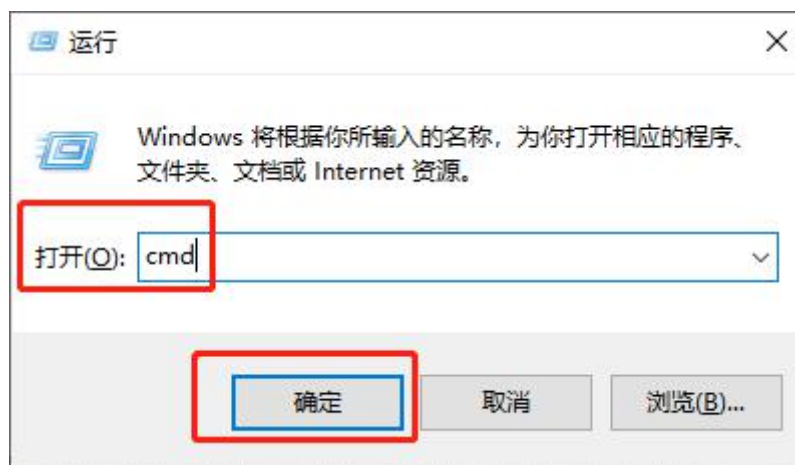 运行
Windows 将根据你所输入的名称，为你打开相应的程序、
文件夹、文档或 Internet 资源。
打开(O): cmd
确定 取消 浏览(B)...